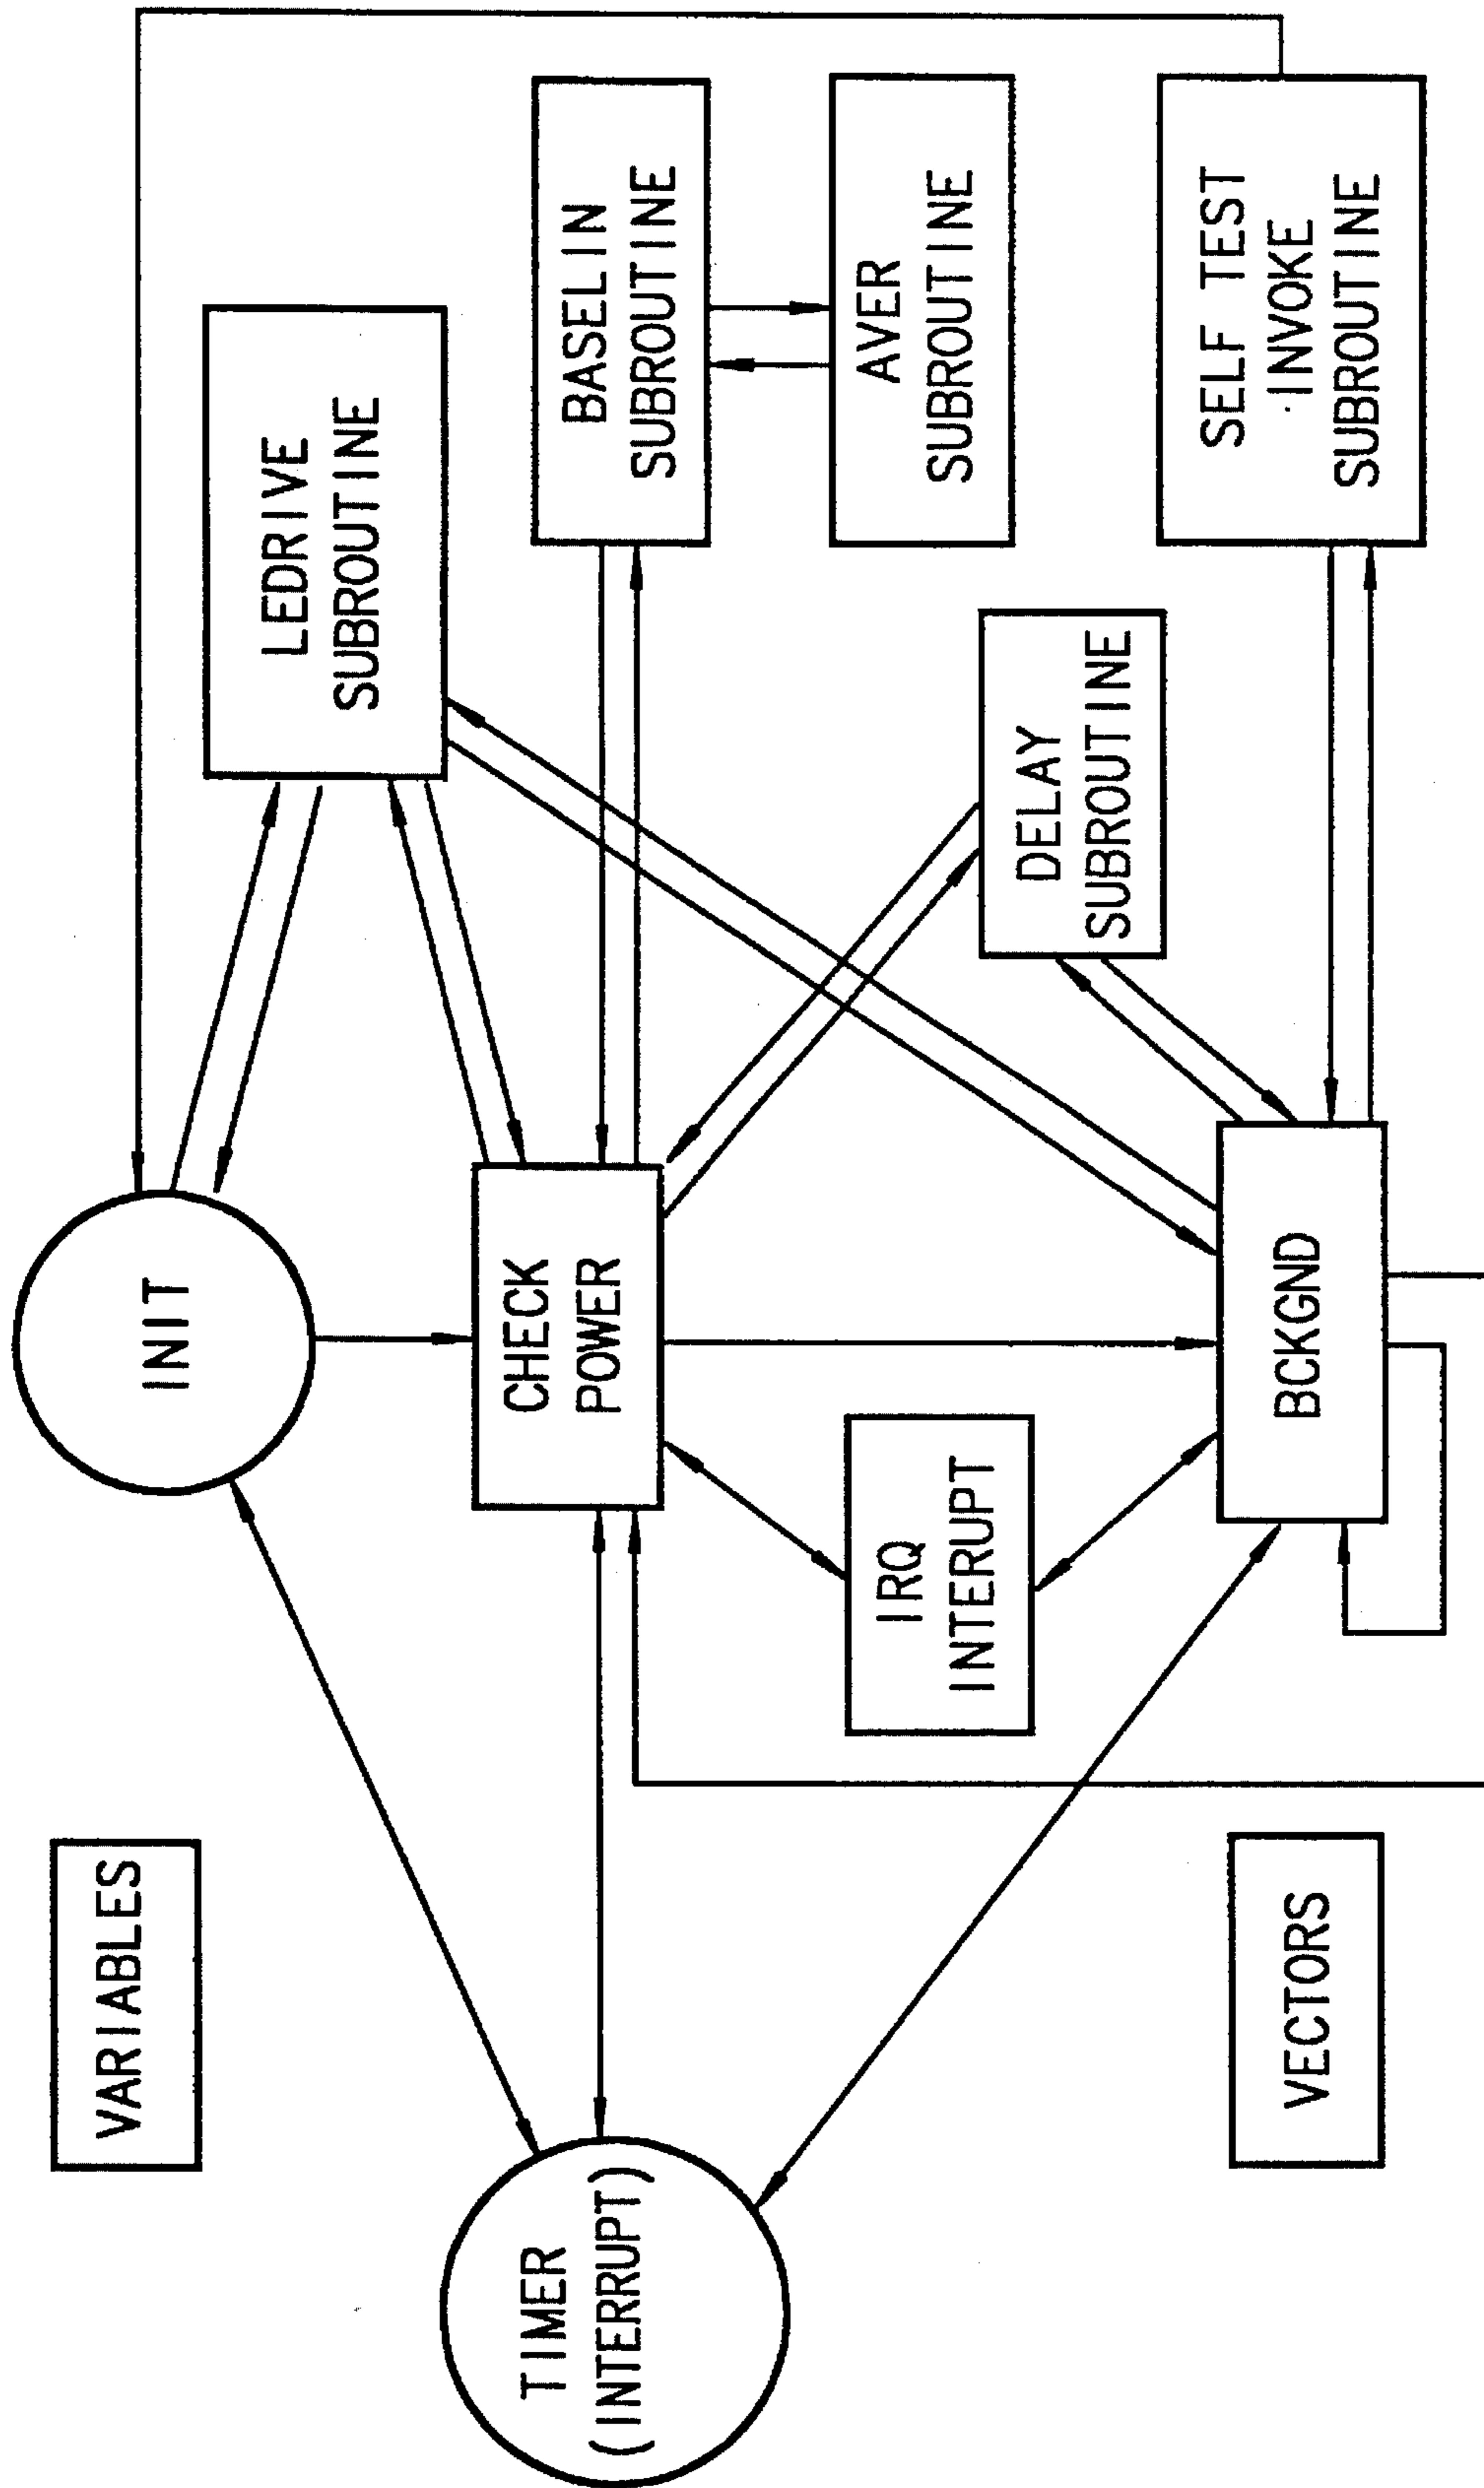 VARIABLES
INIT
LEDRIVE
SUBROUTINE
TIMER
(INTERRUPT)
CHECK
POWER
BASELIN
SUBROUTINE
IRQ
INTERUPT
AVER
SUBROUTINE
DELAY
SUBROUTINE
VECTORS
BCKGND
SELF TEST
INVOKE
SUBROUTINE